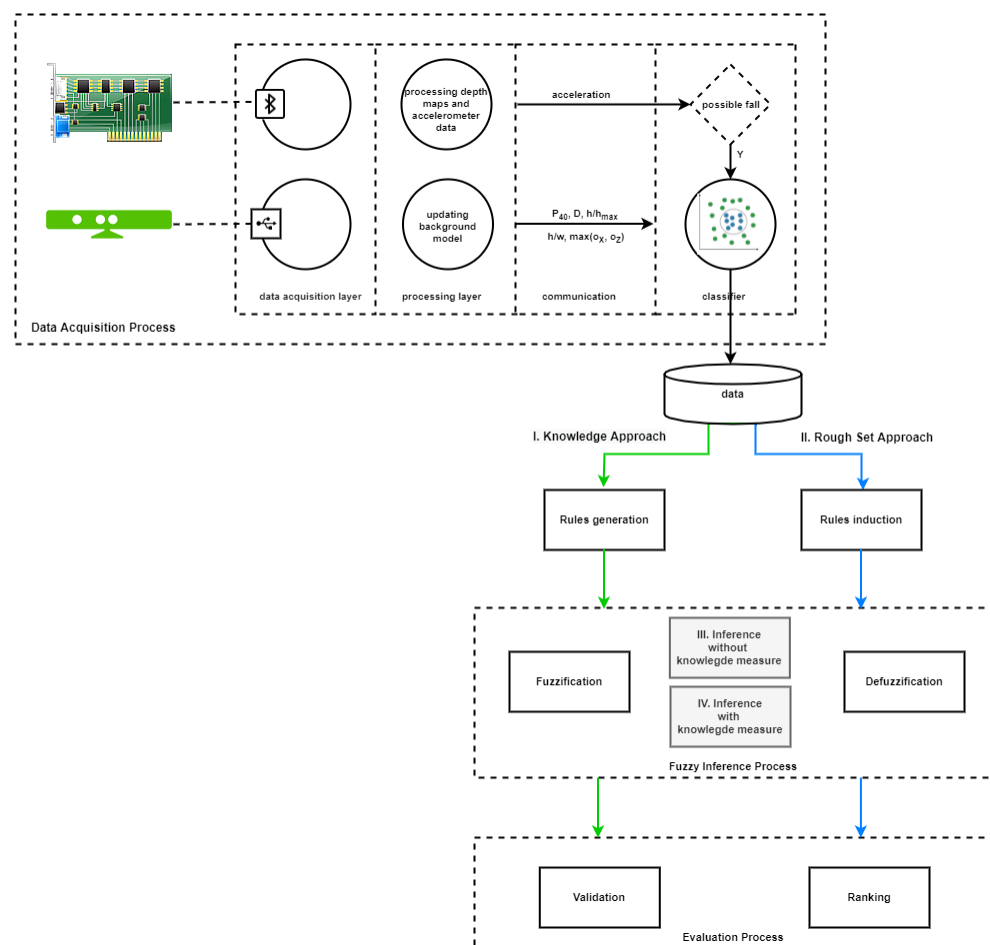 processing depth
maps and
accelerometer
data
acceleration
possible fall
Y
updating
background
model
P40, D, h/hmax
h/w, max(oX, oZ)
data acquisition layer
processing layer
communication
classifier
Data Acquisition Process
data
I. Knowledge Approach
II. Rough Set Approach
Rules generation
Rules induction
III. Inference
without
knowlegde measure
Fuzzification
Defuzzification
IV. Inference
with
knowlegde measure
Fuzzy Inference Process
Validation
Ranking
Evaluation Process